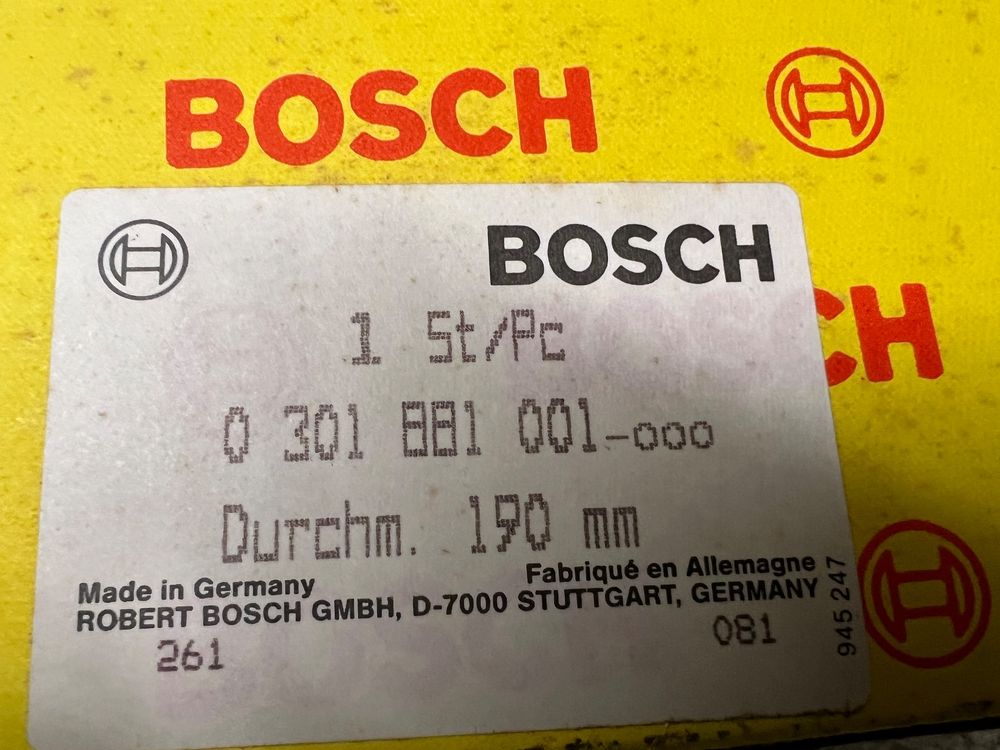 BOSCH
BOSCH
CH
1 St/Pc
0 301 881 001-000
Durchm. 190 mm
Made in Germany
Fabriqué en Allemagne
ROBERT BOSCH GMBH, D-7000 STUTTGART, GERMANY
261
081
945 247